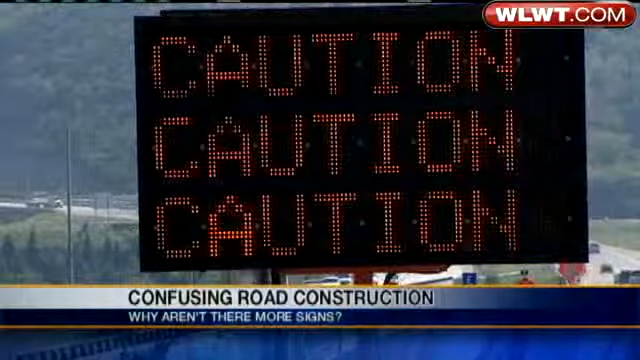 WLWT.COM
CAUTION
CAUTION
CAUTION
CONFUSING ROAD CONSTRUCTION
WHY AREN'T THERE MORE SIGNS?